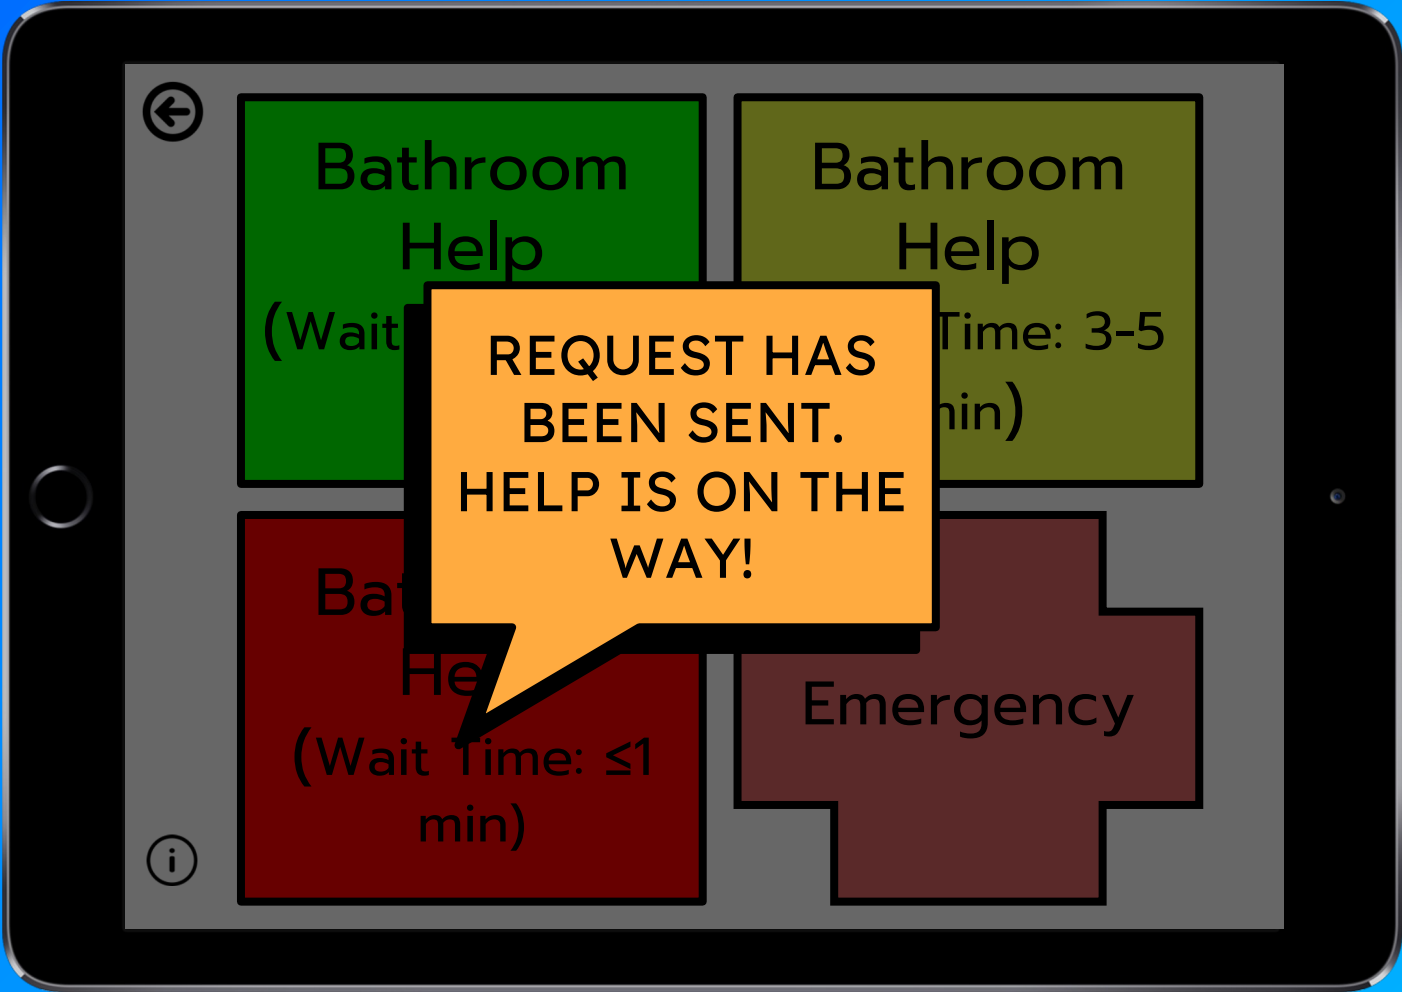 Bathroom
Help
(Wait
Bathroom
Help
Time: 3-5
min)
REQUEST HAS
BEEN SENT.
HELP IS ON THE
WAY!
(Wait Time: ≤1
min)
Emergency
i